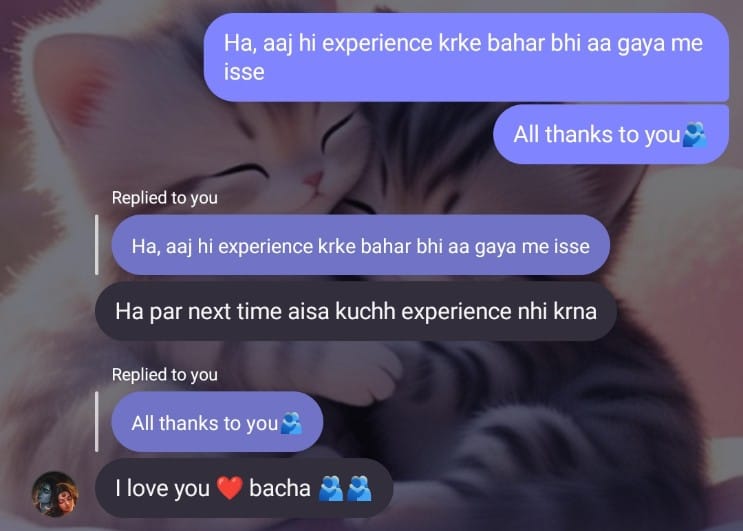 Ha, aaj hi experience krke bahar bhi aa gaya me
isse
All thanks to you🫂
Replied to you
Ha, aaj hi experience krke bahar bhi aa gaya me isse
Ha par next time aisa kuchh experience nhi krna
Replied to you
All thanks to you🫂
I love you ❤️ bacha 🫂🫂